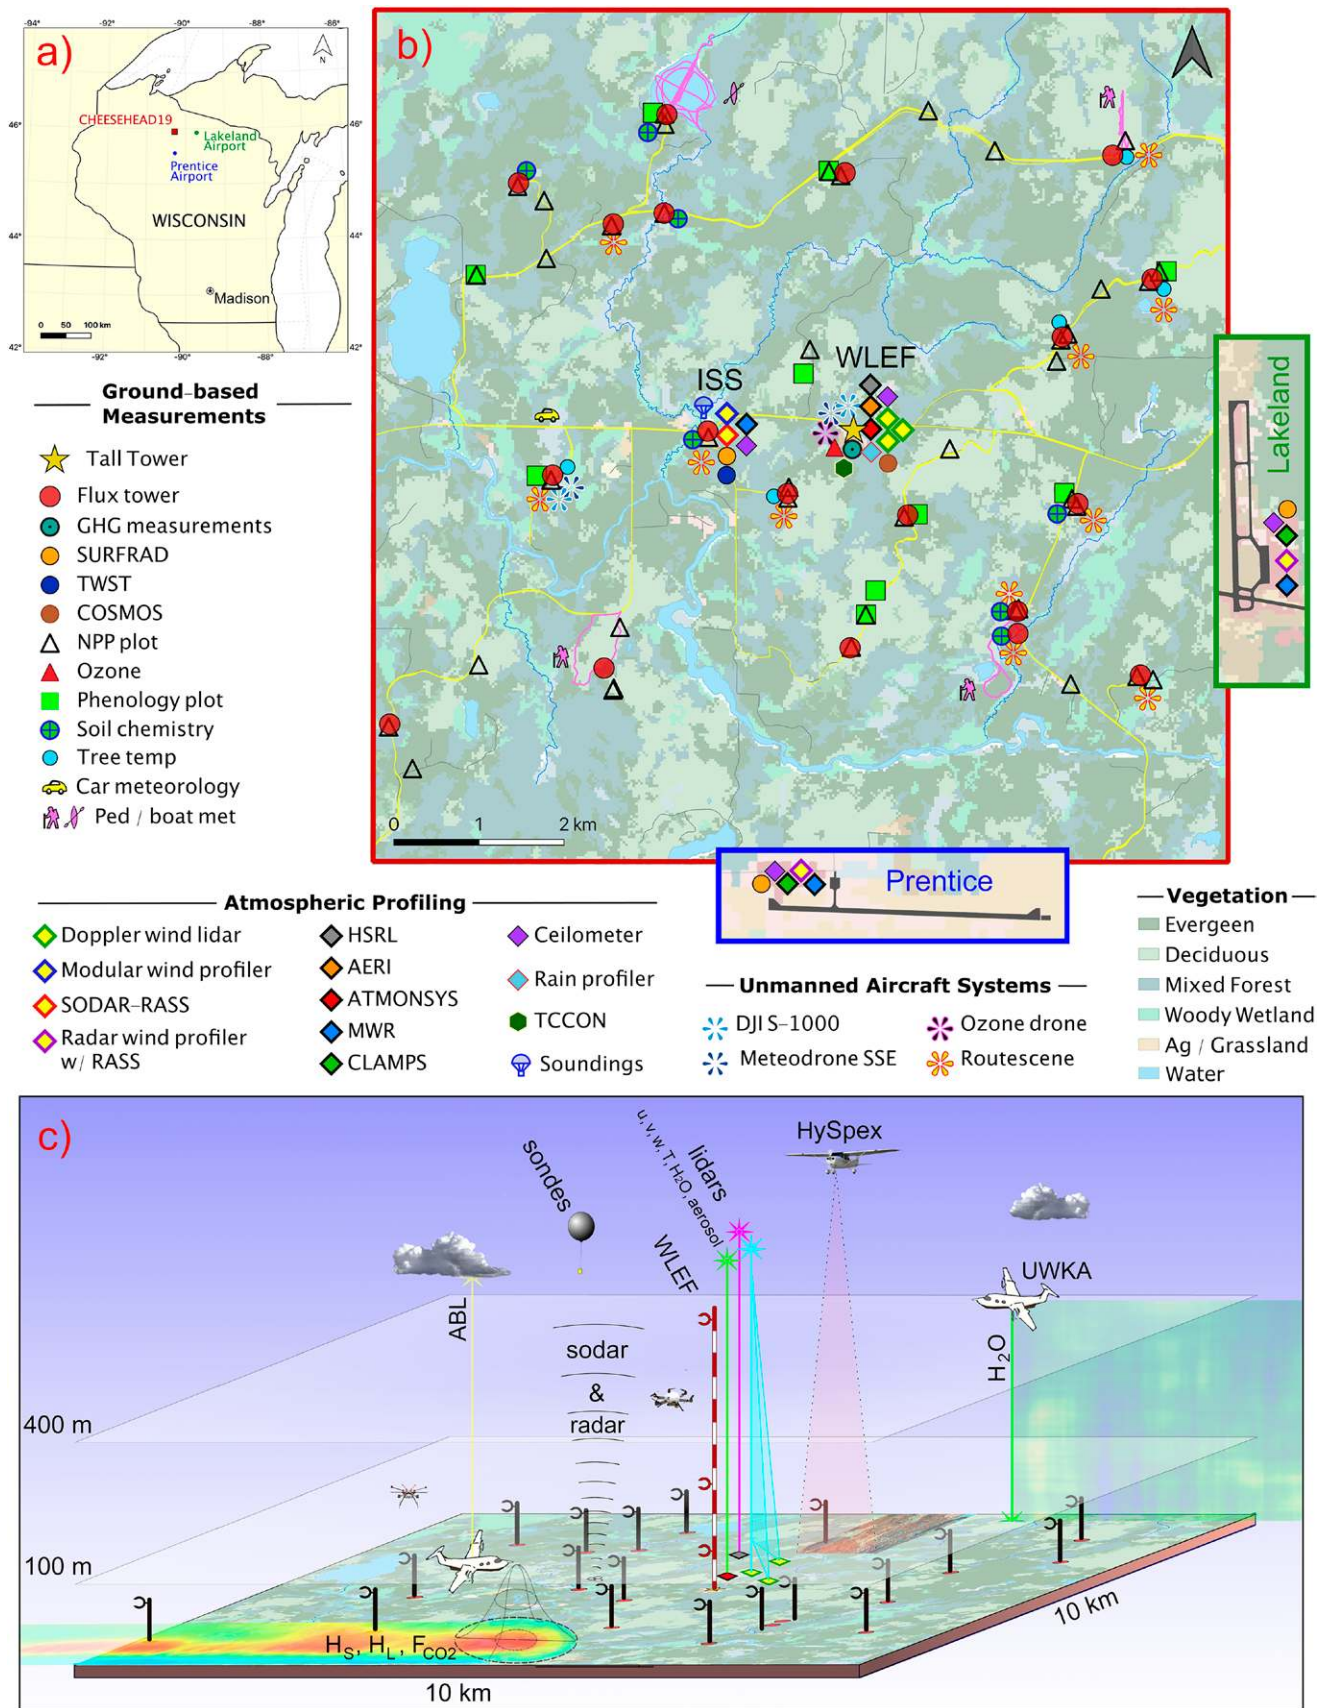 -94° -92° -90° -88° -86°
a)
N
46°
CHEESEHEAD19
Lakeland
Airport
Prentice
Airport
WISCONSIN
44°
44°
Madison
0 50 100 km
42°
42°
-92° -90° -88°
b)
ISS
WLEF
0 1 2 km
Lakeland
Prentice
Ground-based
Measurements
Tall Tower
Flux tower
GHG measurements
SURFRAD
TWST
COSMOS
NPP plot
Ozone
Phenology plot
Soil chemistry
Tree temp
Car meteorology
Ped / boat met
Atmospheric Profiling
Doppler wind lidar
Modular wind profiler
SODAR-RASS
Radar wind profiler
w/ RASS
HSRL
AERI
ATMONSYS
MWR
CLAMPS
Ceilometer
Rain profiler
TCCON
Soundings
Unmanned Aircraft Systems
DJI S-1000
Meteodrone SSE
Ozone drone
Routescene
Vegetation
Evergeen
Deciduous
Mixed Forest
Woody Wetland
Ag / Grassland
Water
c)
sondes
lidars
u, v, w, T, H₂O, aerosol
WLEF
HySpex
UWKA
ABL
sodar
&
radar
H₂O
400 m
100 m
H_S, H_L, F_CO2
10 km
10 km